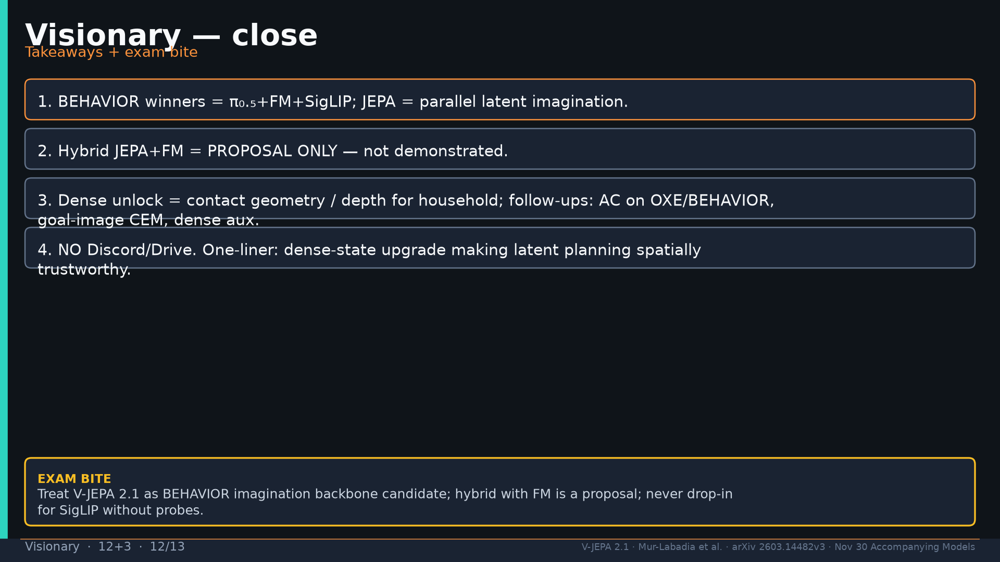 Visionary — close
Takeaways + exam bite
1. BEHAVIOR winners = π₀.₅+FM+SigLIP; JEPA = parallel latent imagination.
2. Hybrid JEPA+FM = PROPOSAL ONLY — not demonstrated.
3. Dense unlock = contact geometry / depth for household; follow-ups: AC on OXE/BEHAVIOR,
goal-image CEM, dense aux.
4. NO Discord/Drive. One-liner: dense-state upgrade making latent planning spatially
trustworthy.
EXAM BITE
Treat V-JEPA 2.1 as BEHAVIOR imagination backbone candidate; hybrid with FM is a proposal; never drop-in
for SigLIP without probes.
Visionary · 12+3 · 12/13
V-JEPA 2.1 · Mur-Labadia et al. · arXiv 2603.14482v3 · Nov 30 Accompanying Models